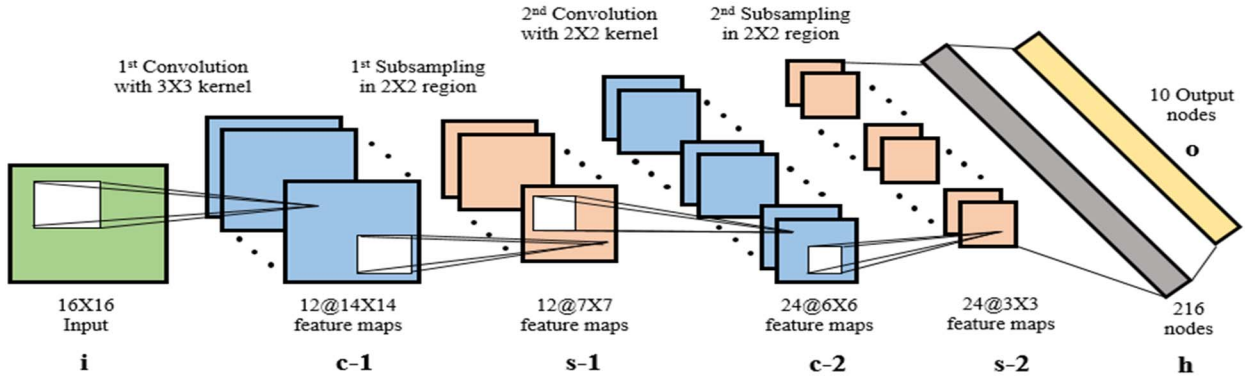 1st Convolution
with 3X3 kernel
1st Subsampling
in 2X2 region
2nd Convolution
with 2X2 kernel
2nd Subsampling
in 2X2 region
10 Output
nodes
o
16X16
Input
i
12@14X14
feature maps
c-1
12@7X7
feature maps
s-1
24@6X6
feature maps
c-2
24@3X3
feature maps
s-2
216
nodes
h